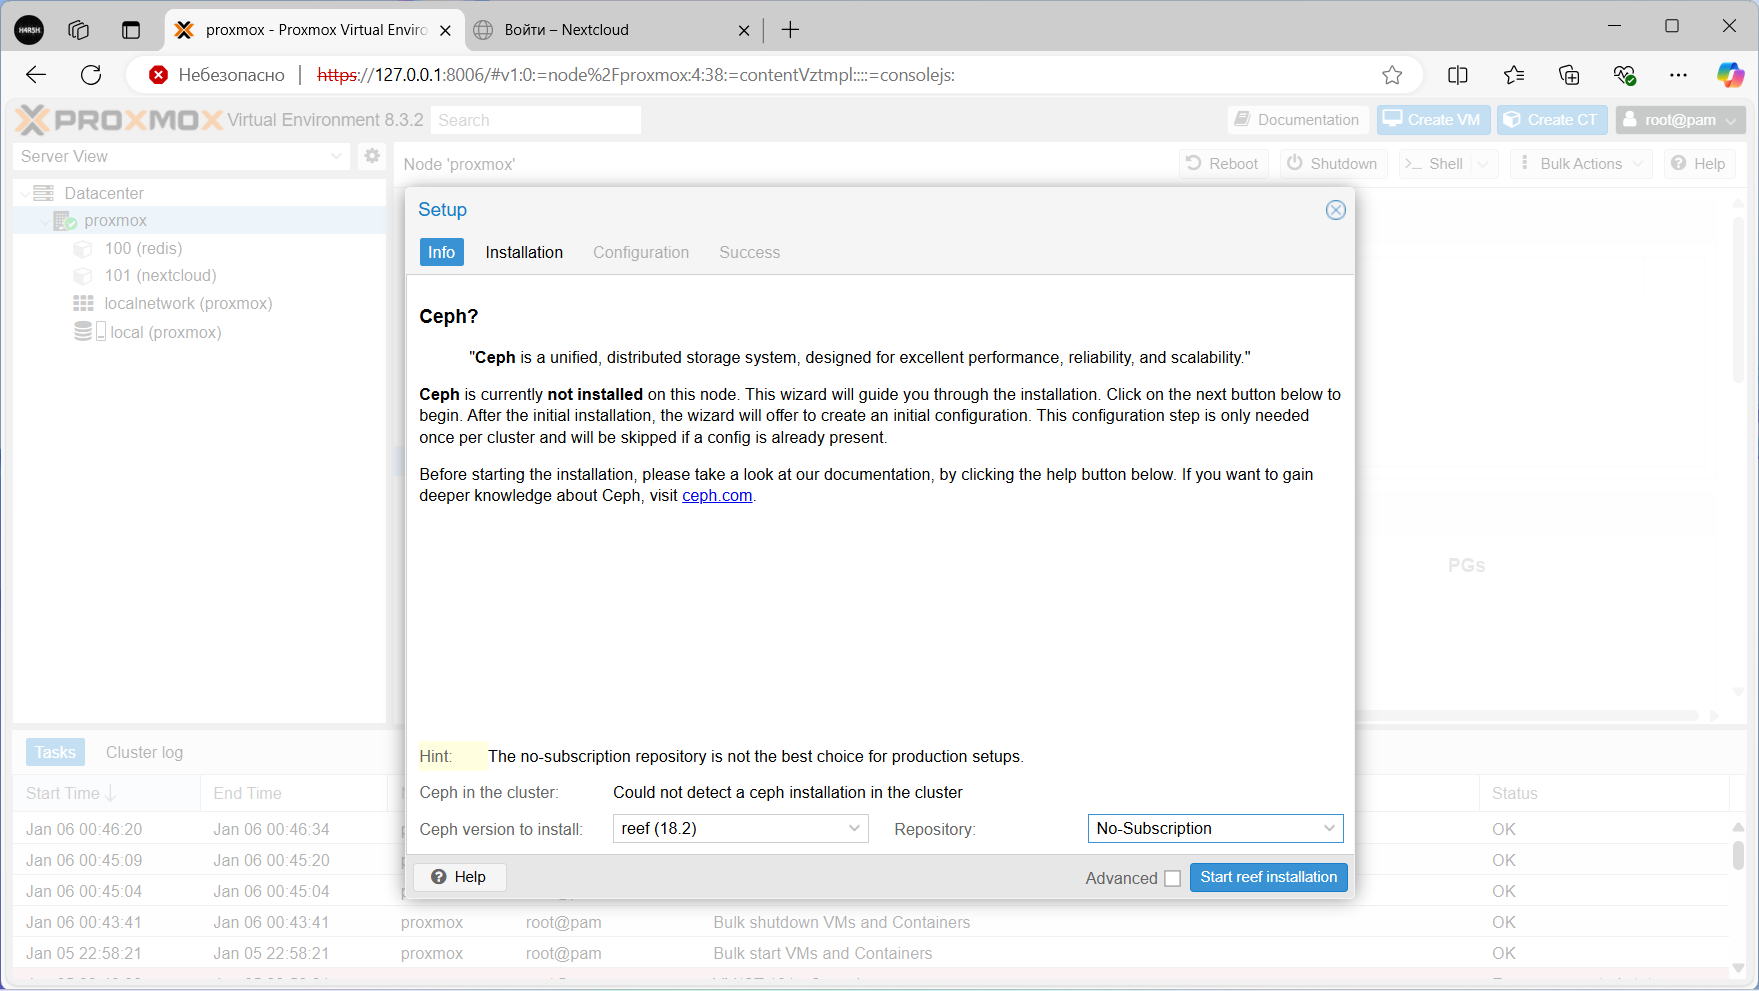 HARSH
proxmox - Proxmox Virtual Enviro
Войти – Nextcloud
Небезопасно
https://127.0.0.1:8006/#v1:0:=node%2Fproxmox:4:38:=contentVztmpl::::=consolejs:
PROXMOX Virtual Environment 8.3.2
Search
Documentation
Create VM
Create CT
root@pam
Server View
Node 'proxmox'
Reboot
Shutdown
>_ Shell
Bulk Actions
Help
Datacenter
proxmox
100 (redis)
101 (nextcloud)
localnetwork (proxmox)
local (proxmox)
Setup
Info
Installation
Configuration
Success
Ceph?
"Ceph is a unified, distributed storage system, designed for excellent performance, reliability, and scalability."
Ceph is currently not installed on this node. This wizard will guide you through the installation. Click on the next button below to
begin. After the initial installation, the wizard will offer to create an initial configuration. This configuration step is only needed
once per cluster and will be skipped if a config is already present.
Before starting the installation, please take a look at our documentation, by clicking the help button below. If you want to gain
deeper knowledge about Ceph, visit ceph.com.
PGs
Hint: The no-subscription repository is not the best choice for production setups.
Ceph in the cluster: Could not detect a ceph installation in the cluster
Ceph version to install: reef (18.2)
Repository: No-Subscription
Help
Advanced
Start reef installation
Tasks
Cluster log
Start Time
End Time
Status
Jan 06 00:46:20 Jan 06 00:46:34 OK
Jan 06 00:45:09 Jan 06 00:45:20 OK
Jan 06 00:45:04 Jan 06 00:45:04 OK
Jan 06 00:43:41 Jan 06 00:43:41 proxmox root@pam Bulk shutdown VMs and Containers OK
Jan 05 22:58:21 Jan 05 22:58:21 proxmox root@pam Bulk start VMs and Containers OK